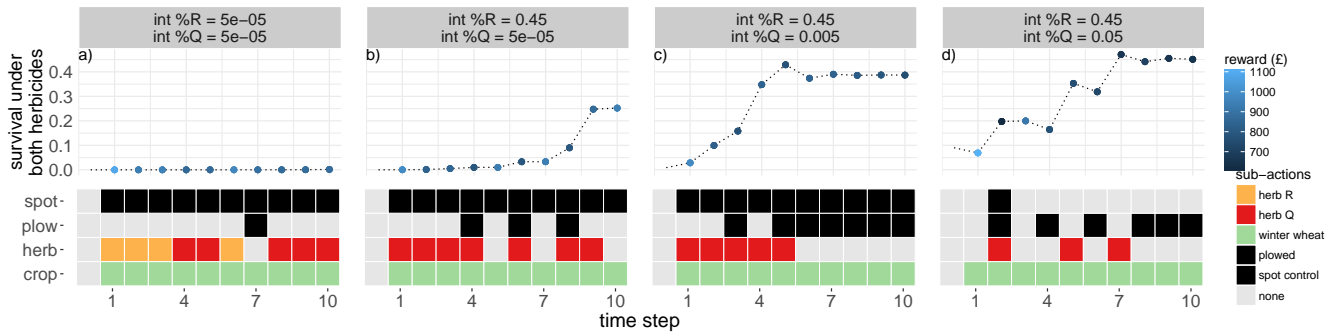 int %R = 5e−05
int %Q = 5e−05
int %R = 0.45
int %Q = 5e−05
int %R = 0.45
int %Q = 0.005
int %R = 0.45
int %Q = 0.05
a)
b)
c)
d)
survival under
both herbicides
0.4
0.3
0.2
0.1
0.0
reward (£)
1100
1000
900
800
700
spot
plow
herb
crop
sub−actions
herb R
herb Q
winter wheat
plowed
spot control
none
1 4 7 10
1 4 7 10
1 4 7 10
1 4 7 10
time step